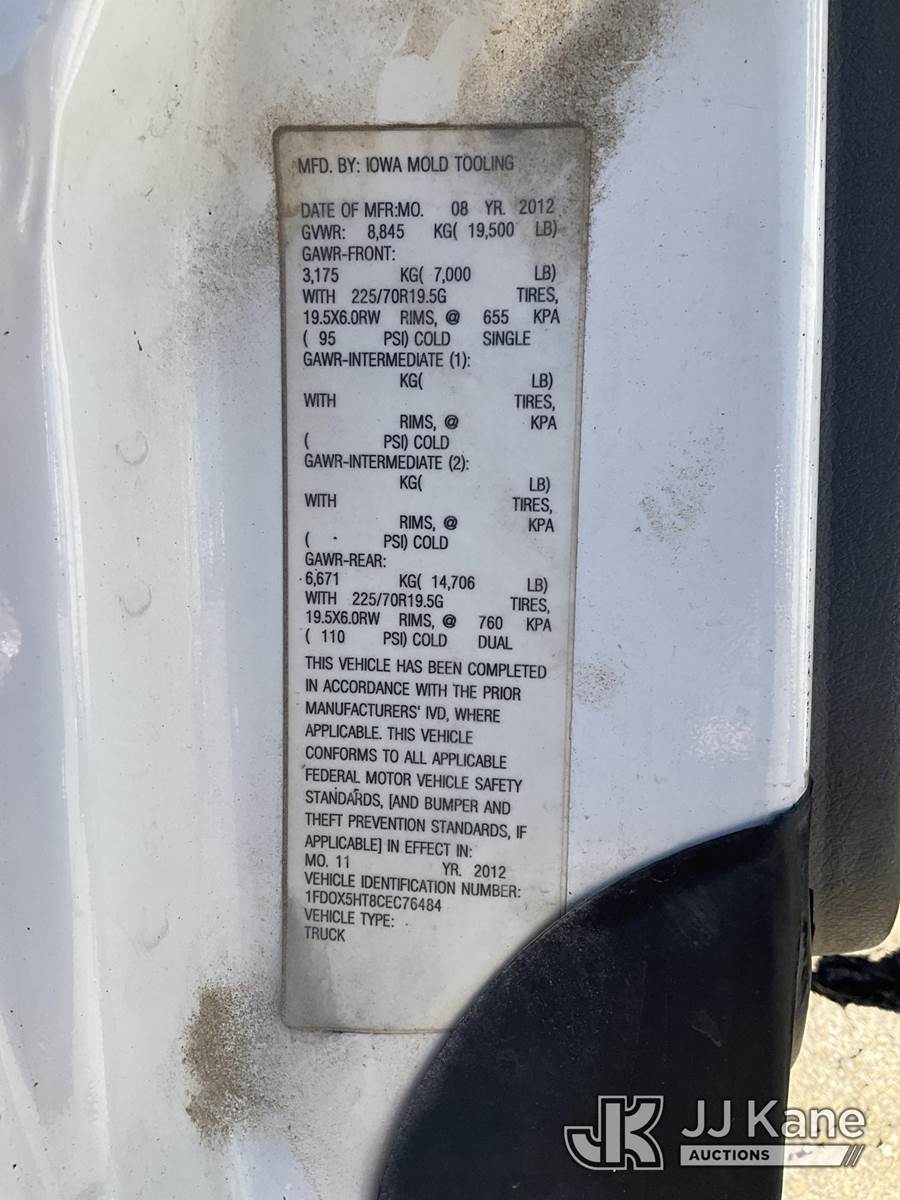 MFD. BY: IOWA MOLD TOOLING
DATE OF MFR:MO. 08 YR. 2012
GVWR: 8,845 KG( 19,500 LB)
GAWR-FRONT:
3,175 KG( 7,000 LB)
WITH 225/70R19.5G TIRES,
19.5X6.0RW RIMS, @ 655 KPA
( 95 PSI) COLD SINGLE
GAWR-INTERMEDIATE (1):
KG( LB)
WITH TIRES,
RIMS, @ KPA
( PSI) COLD
GAWR-INTERMEDIATE (2):
KG( LB)
WITH TIRES,
RIMS, @ KPA
( PSI) COLD
GAWR-REAR:
6,671 KG( 14,706 LB)
WITH 225/70R19.5G TIRES,
19.5X6.0RW RIMS, @ 760 KPA
( 110 PSI) COLD DUAL
THIS VEHICLE HAS BEEN COMPLETED
IN ACCORDANCE WITH THE PRIOR
MANUFACTURERS' IVD, WHERE
APPLICABLE. THIS VEHICLE
CONFORMS TO ALL APPLICABLE
FEDERAL MOTOR VEHICLE SAFETY
STANDARDS, [AND BUMPER AND
THEFT PREVENTION STANDARDS, IF
APPLICABLE] IN EFFECT IN:
MO. 11 YR. 2012
VEHICLE IDENTIFICATION NUMBER:
1FDOX5HT8CEC76484
VEHICLE TYPE:
TRUCK
JK JJ Kane
AUCTIONS